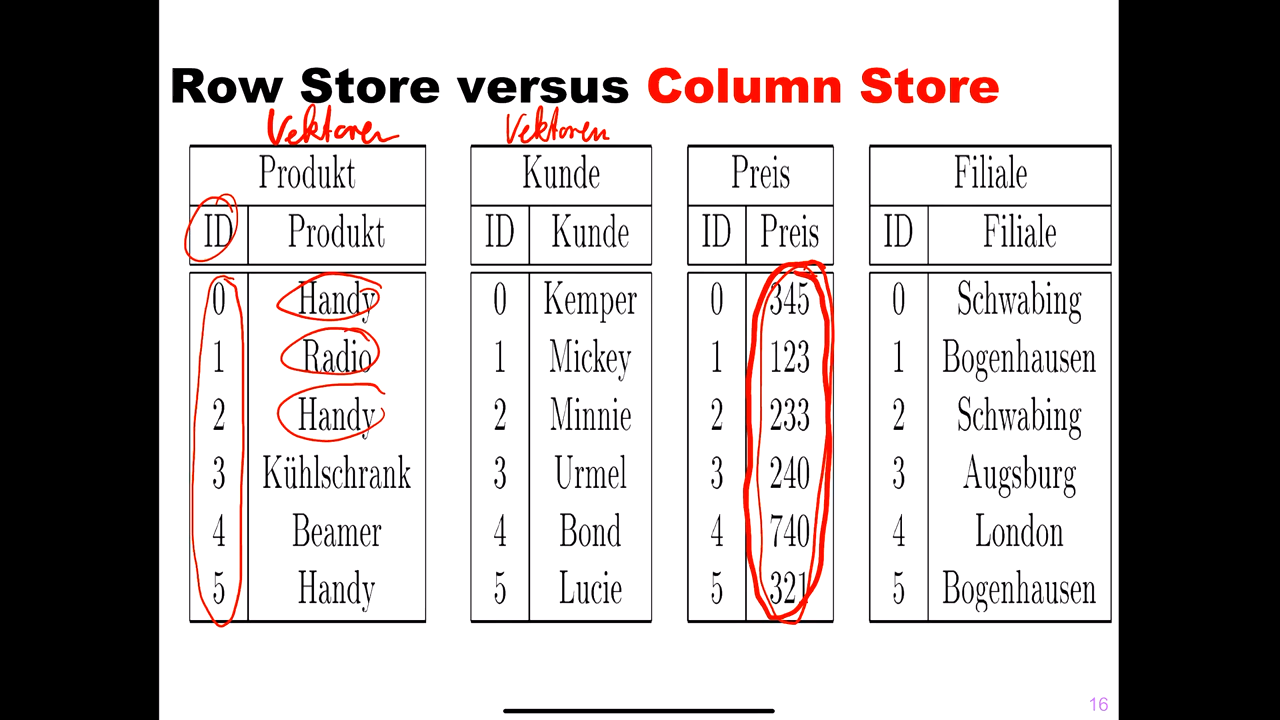 Row Store versus Column Store
Vektoren Vektoren
Produkt Kunde Preis Filiale
ID Produkt ID Kunde ID Preis ID Filiale
0 Handy 0 Kemper 0 345 0 Schwabing
1 Radio 1 Mickey 1 123 1 Bogenhausen
2 Handy 2 Minnie 2 233 2 Schwabing
3 Kühlschrank 3 Urmel 3 240 3 Augsburg
4 Beamer 4 Bond 4 740 4 London
5 Handy 5 Lucie 5 321 5 Bogenhausen
16